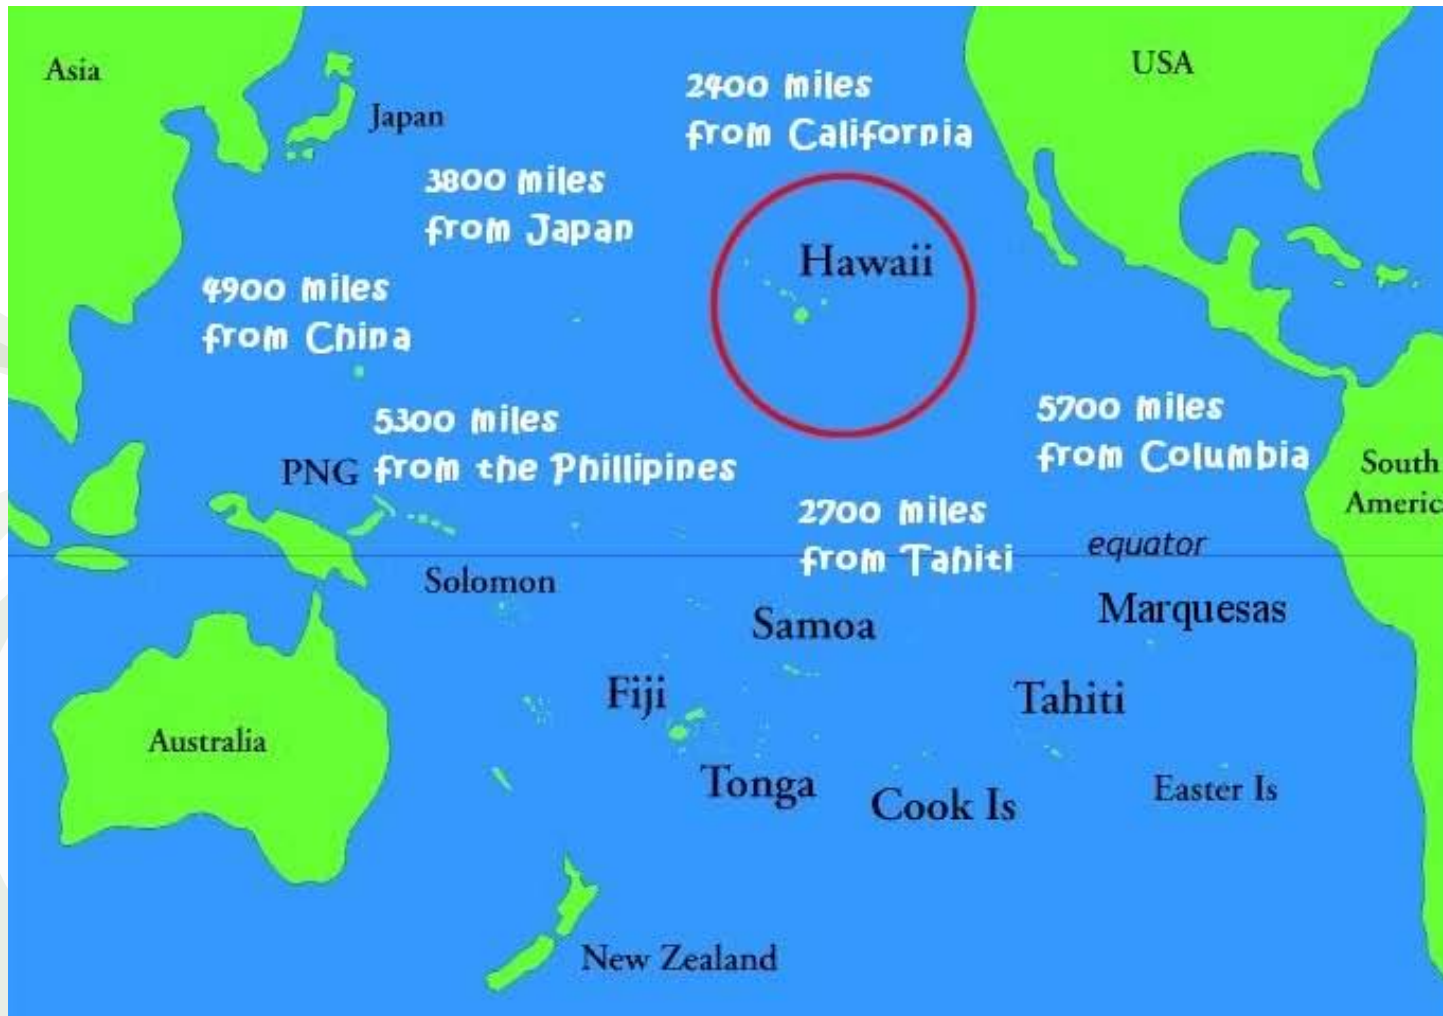 Asia
USA
Japan
2400 miles
from California
3800 miles
from Japan
Hawaii
4900 miles
from China
5300 miles
from the Phillipines
PNG
5700 miles
from Columbia
South
Americ
2700 miles
from Tahiti
equator
Solomon
Samoa
Marquesas
Fiji
Tahiti
Australia
Tonga
Cook Is
Easter Is
New Zealand